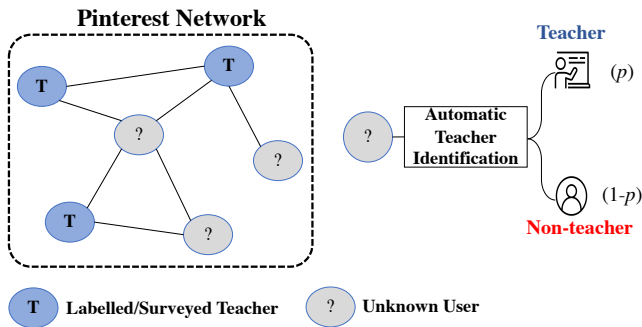 Pinterest Network
T
T
?
?
T
?
Teacher
(p)
?
Automatic
Teacher
Identification
(1-p)
Non-teacher
T Labelled/Surveyed Teacher
? Unknown User